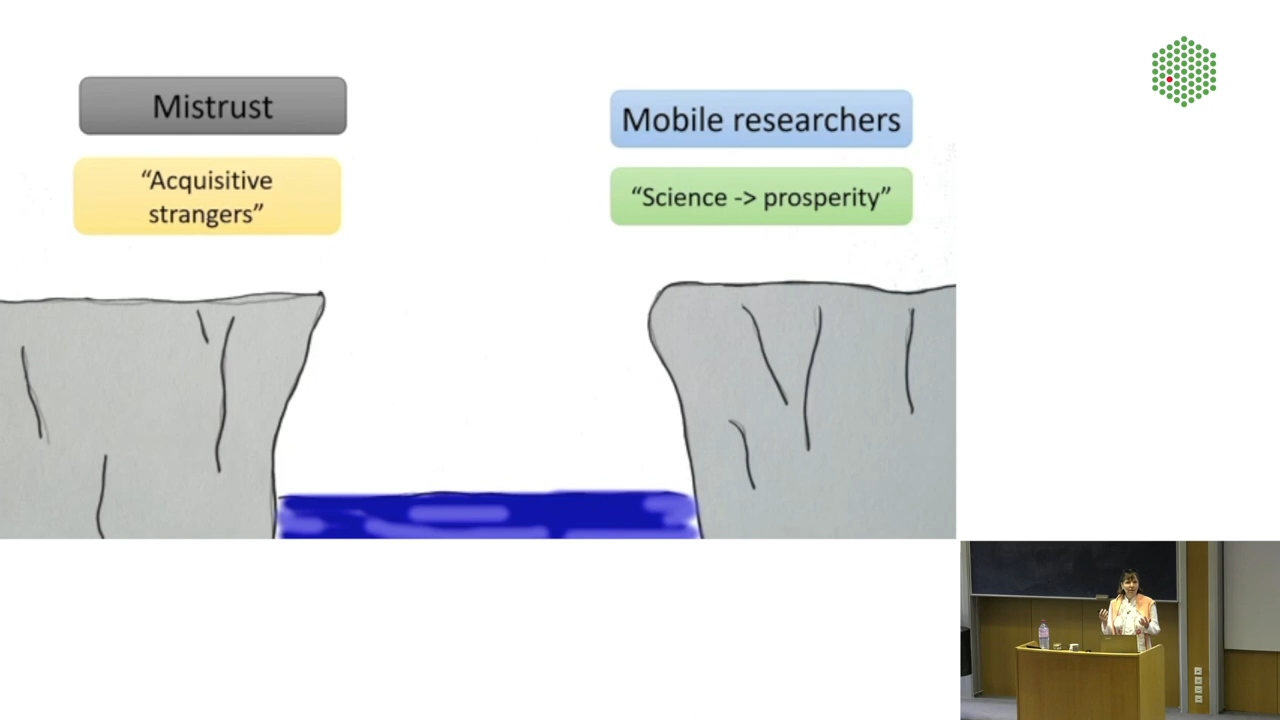 Mistrust
“Acquisitive
strangers”
Mobile researchers
“Science -> prosperity”